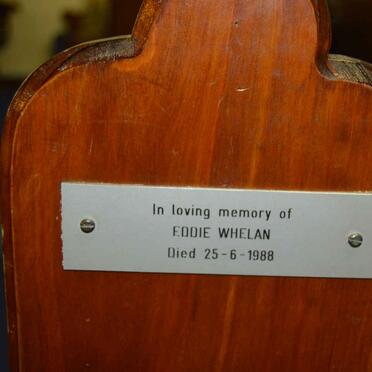 In loving memory of
EDDIE WHELAN
Died 25-6-1988